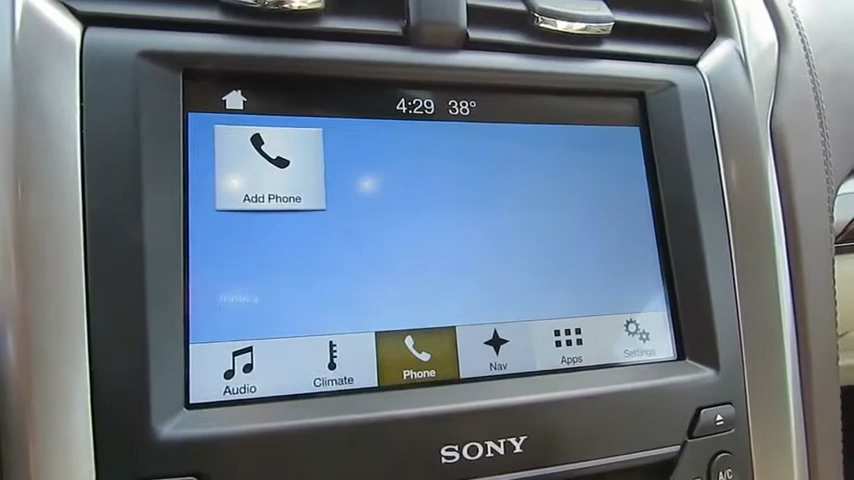 4:29 38°
Add Phone
Audio Climate Phone Nav Apps Settings
SONY
A/C